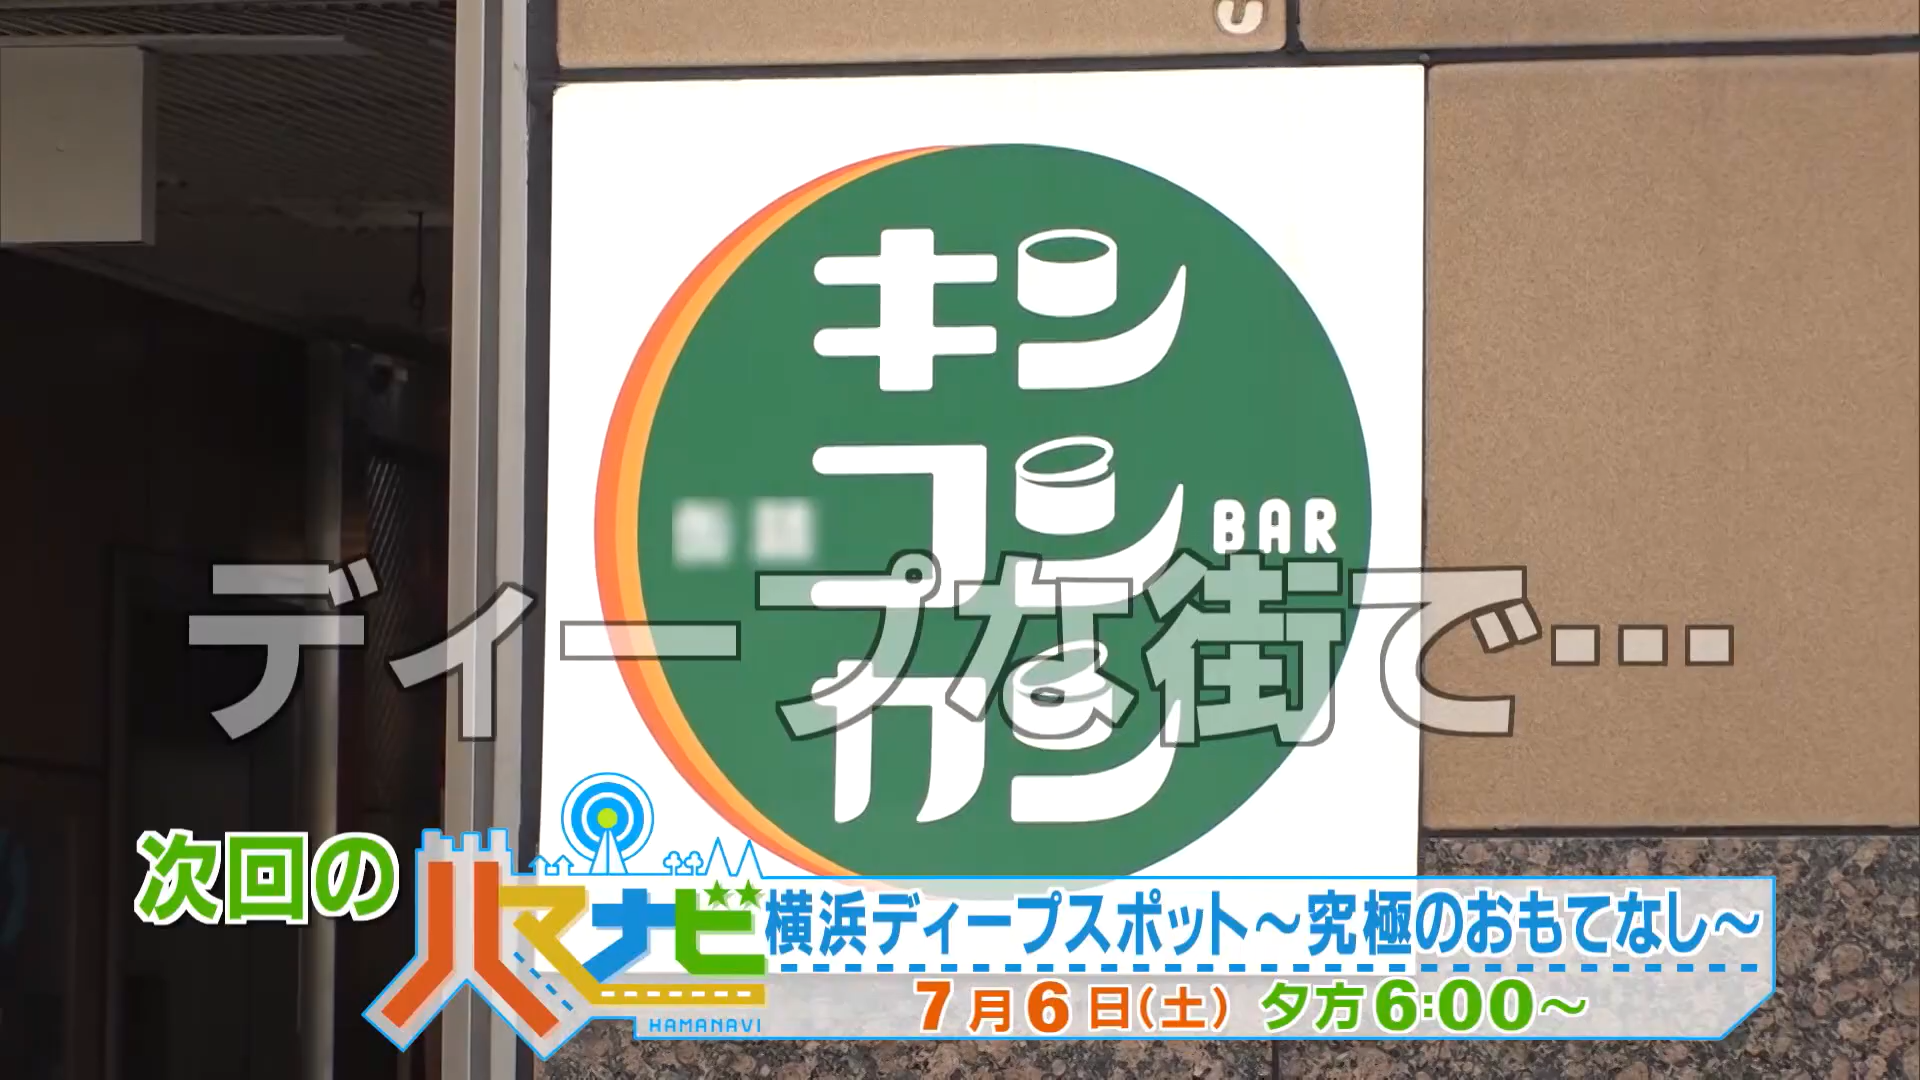 キン
コン
BAR
カン
ディープな街で…
次回の
ハマナビ
HAMANAVI
横浜ディープスポット～究極のおもてなし～
7月6日(土) 夕方6:00～